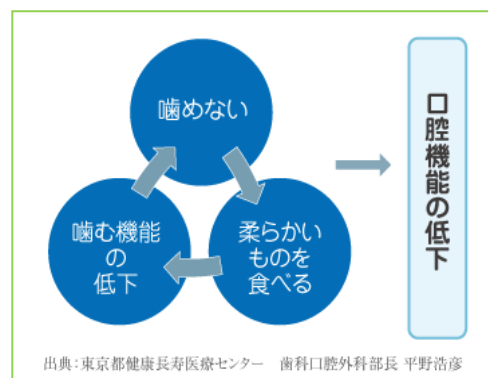 噛めない
柔らかい
ものを
食べる
噛む機能
の
低下
口腔機能の低下
出典:東京都健康長寿医療センター　歯科口腔外科部長 平野浩彦